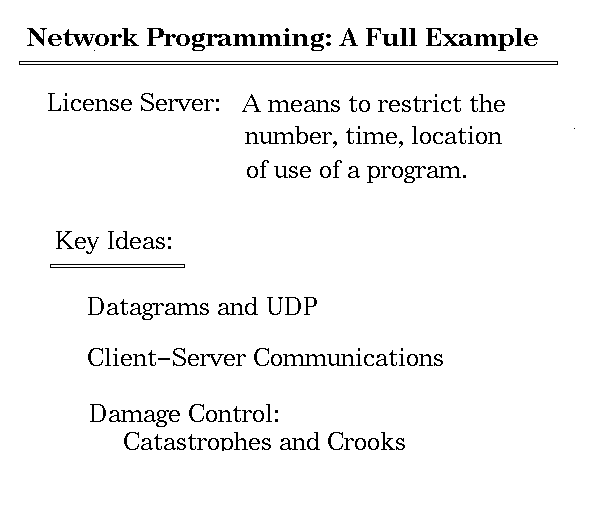 Network Programming: A Full Example
License Server: A means to restrict the
number, time, location
of use of a program.
Key Ideas:
Datagrams and UDP
Client-Server Communications
Damage Control:
Catastrophes and Crooks